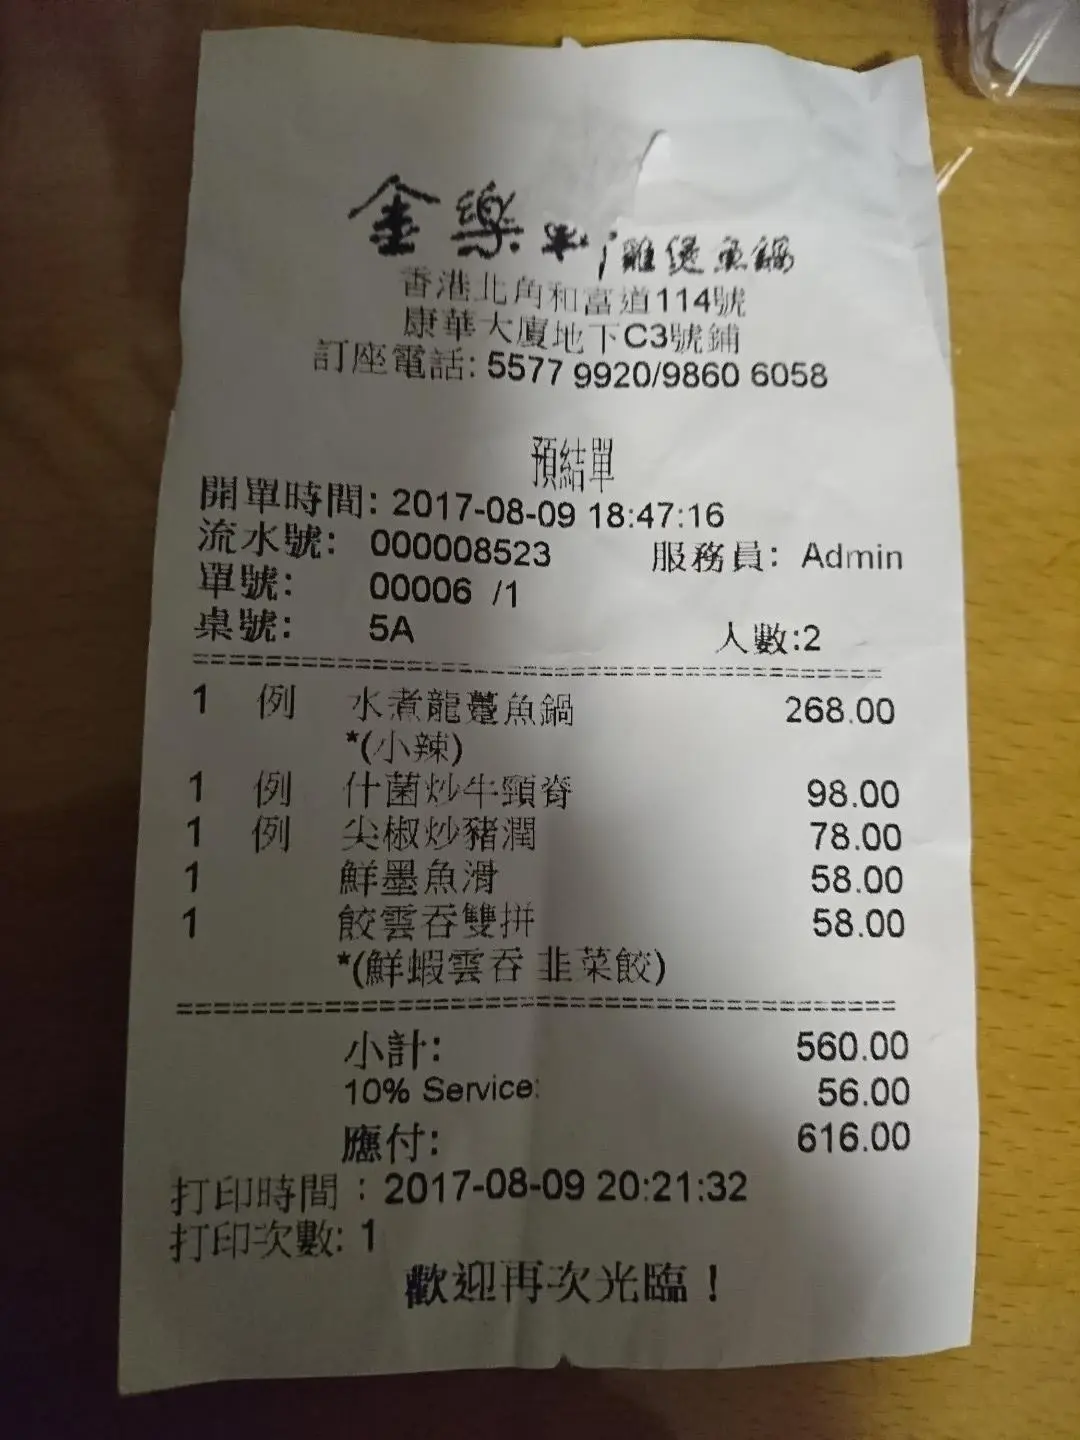 金樂 雞煲魚鍋
香港北角和富道114號
康華大廈地下C3號鋪
訂座電話: 5577 9920/9860 6058
預結單
開單時間: 2017-08-09 18:47:16
流水號: 000008523 服務員: Admin
單號: 00006 /1
桌號: 5A 人數:2
1 例 水煮龍躉魚鍋 268.00
*(小辣)
1 例 什菌炒牛頸脊 98.00
1 例 尖椒炒豬潤 78.00
1 鮮墨魚滑 58.00
1 餃雲吞雙拼 58.00
*(鮮蝦雲吞 韭菜餃)
小計: 560.00
10% Service: 56.00
應付: 616.00
打印時間 : 2017-08-09 20:21:32
打印次數: 1
歡迎再次光臨！